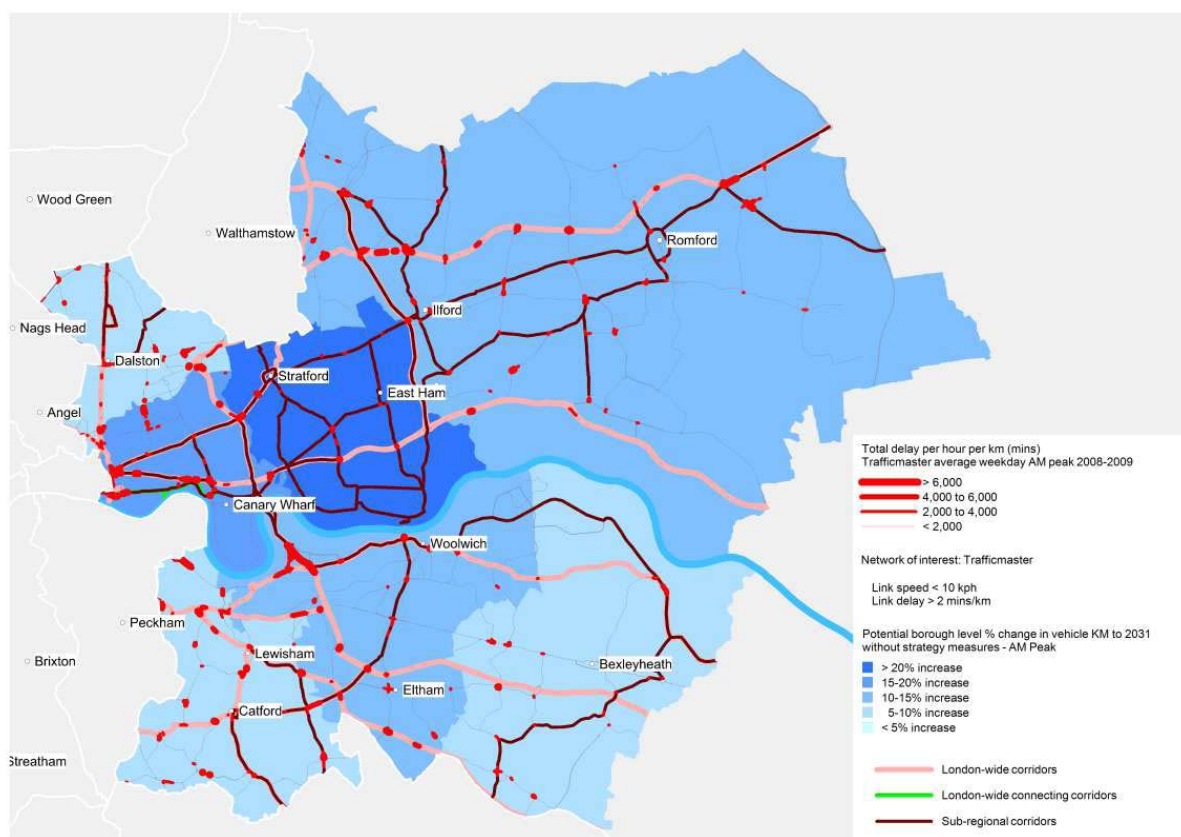 Wood Green
Walthamstow
Romford
Nags Head
Ilford
Dalston
Stratford
East Ham
Angel
Canary Wharf
Woolwich
Peckham
Lewisham
Brixton
Bexleyheath
Eltham
Catford
Streatham
Total delay per hour per km (mins)
Trafficmaster average weekday AM peak 2008-2009
> 6,000
4,000 to 6,000
2,000 to 4,000
< 2,000
Network of interest: Trafficmaster
Link speed < 10 kph
Link delay > 2 mins/km
Potential borough level % change in vehicle KM to 2031
without strategy measures - AM Peak
> 20% increase
15-20% increase
10-15% increase
5-10% increase
< 5% increase
London-wide corridors
London-wide connecting corridors
Sub-regional corridors